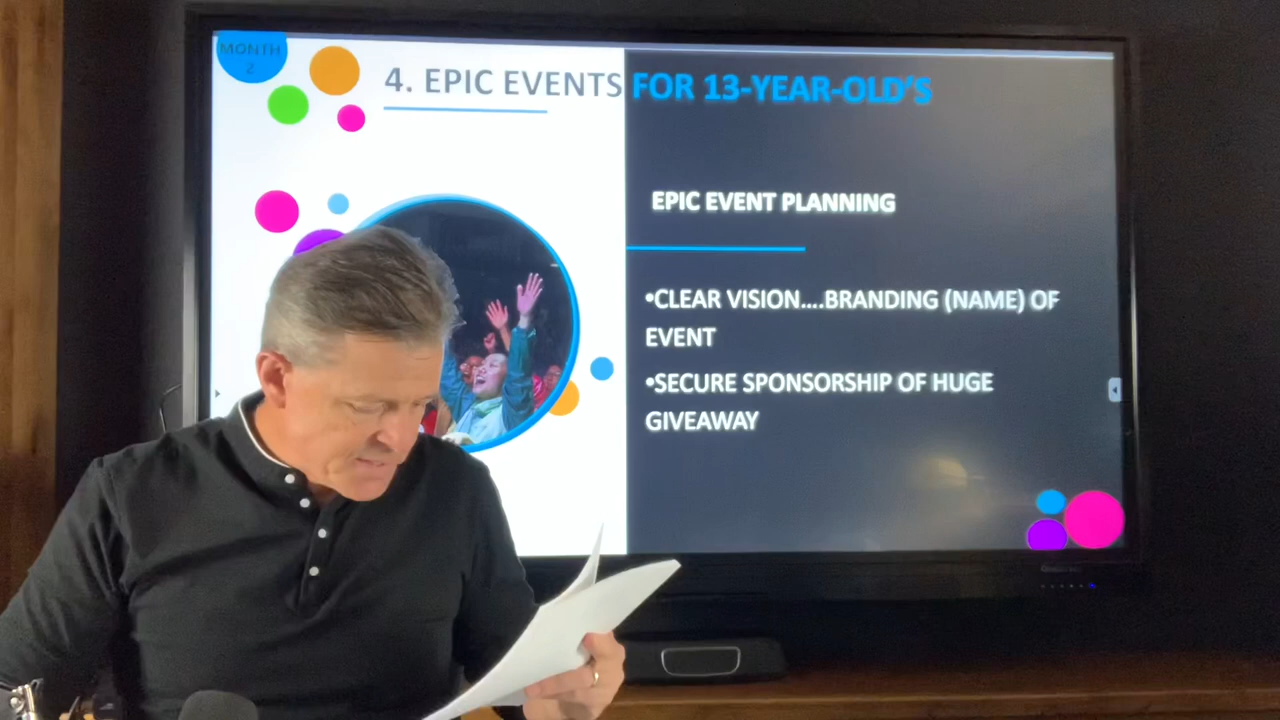 MONTH
2
4. EPIC EVENTS FOR 13-YEAR-OLD'S
EPIC EVENT PLANNING
•CLEAR VISION....BRANDING (NAME) OF
EVENT
•SECURE SPONSORSHIP OF HUGE
GIVEAWAY